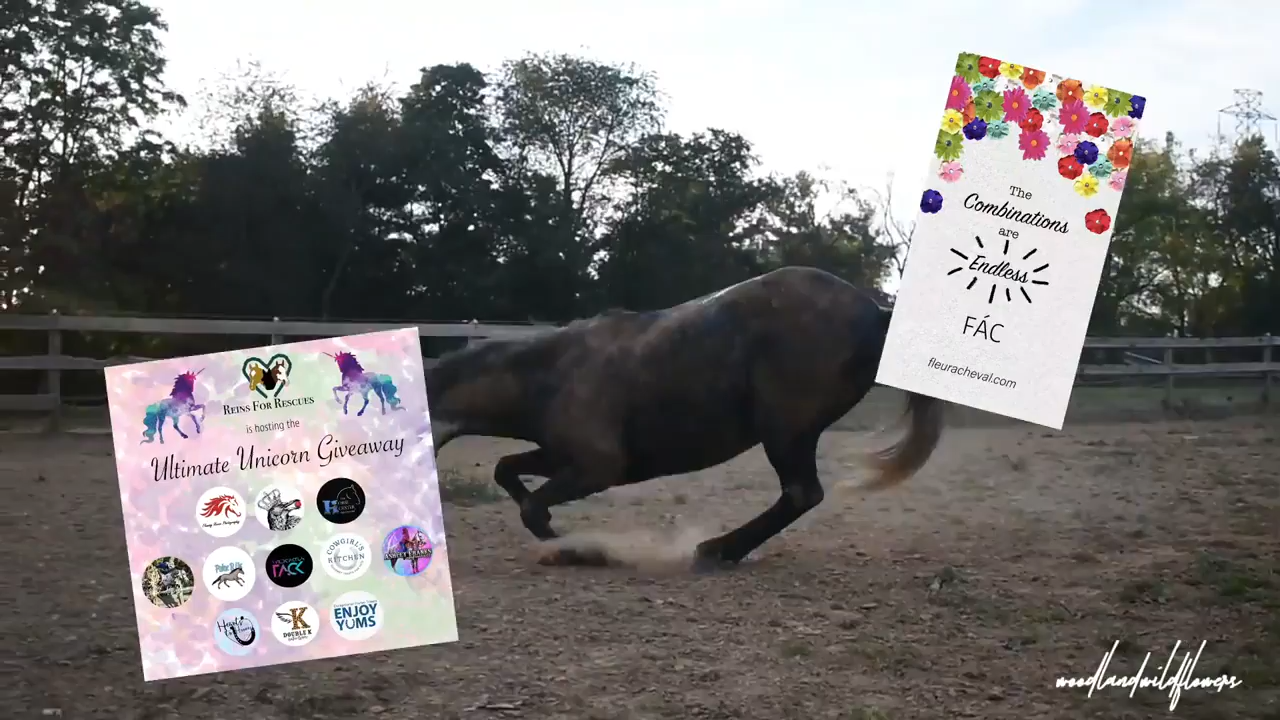 REINS FOR RESCUES
is hosting the
Ultimate Unicorn Giveaway
COWGIRL'S
KITCHEN
TACK
DOUBLE K
ENJOY
YUMS
The
Combinations
are
Endless
FÁC
fleuracheval.com
woodlandwildflowers